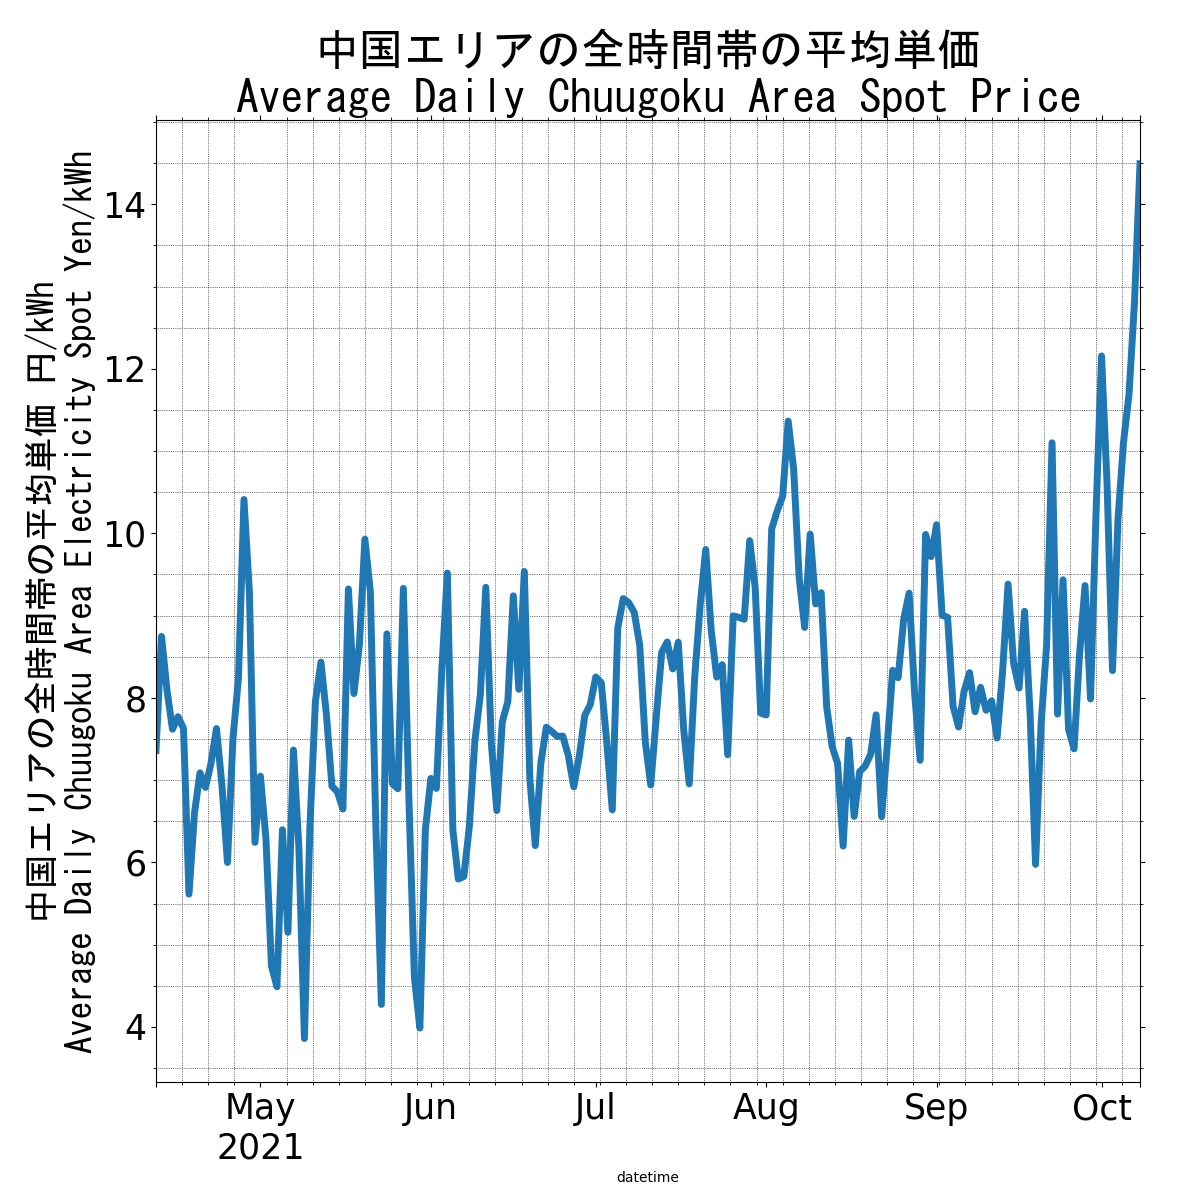 中国エリアの全時間帯の平均単価
Average Daily Chuugoku Area Spot Price
中国エリアの全時間帯の平均単価 円/kWh
Average Daily Chuugoku Area Electricity Spot Yen/kWh
14
12
10
8
6
4
May
2021
Jun
Jul
Aug
Sep
Oct
datetime